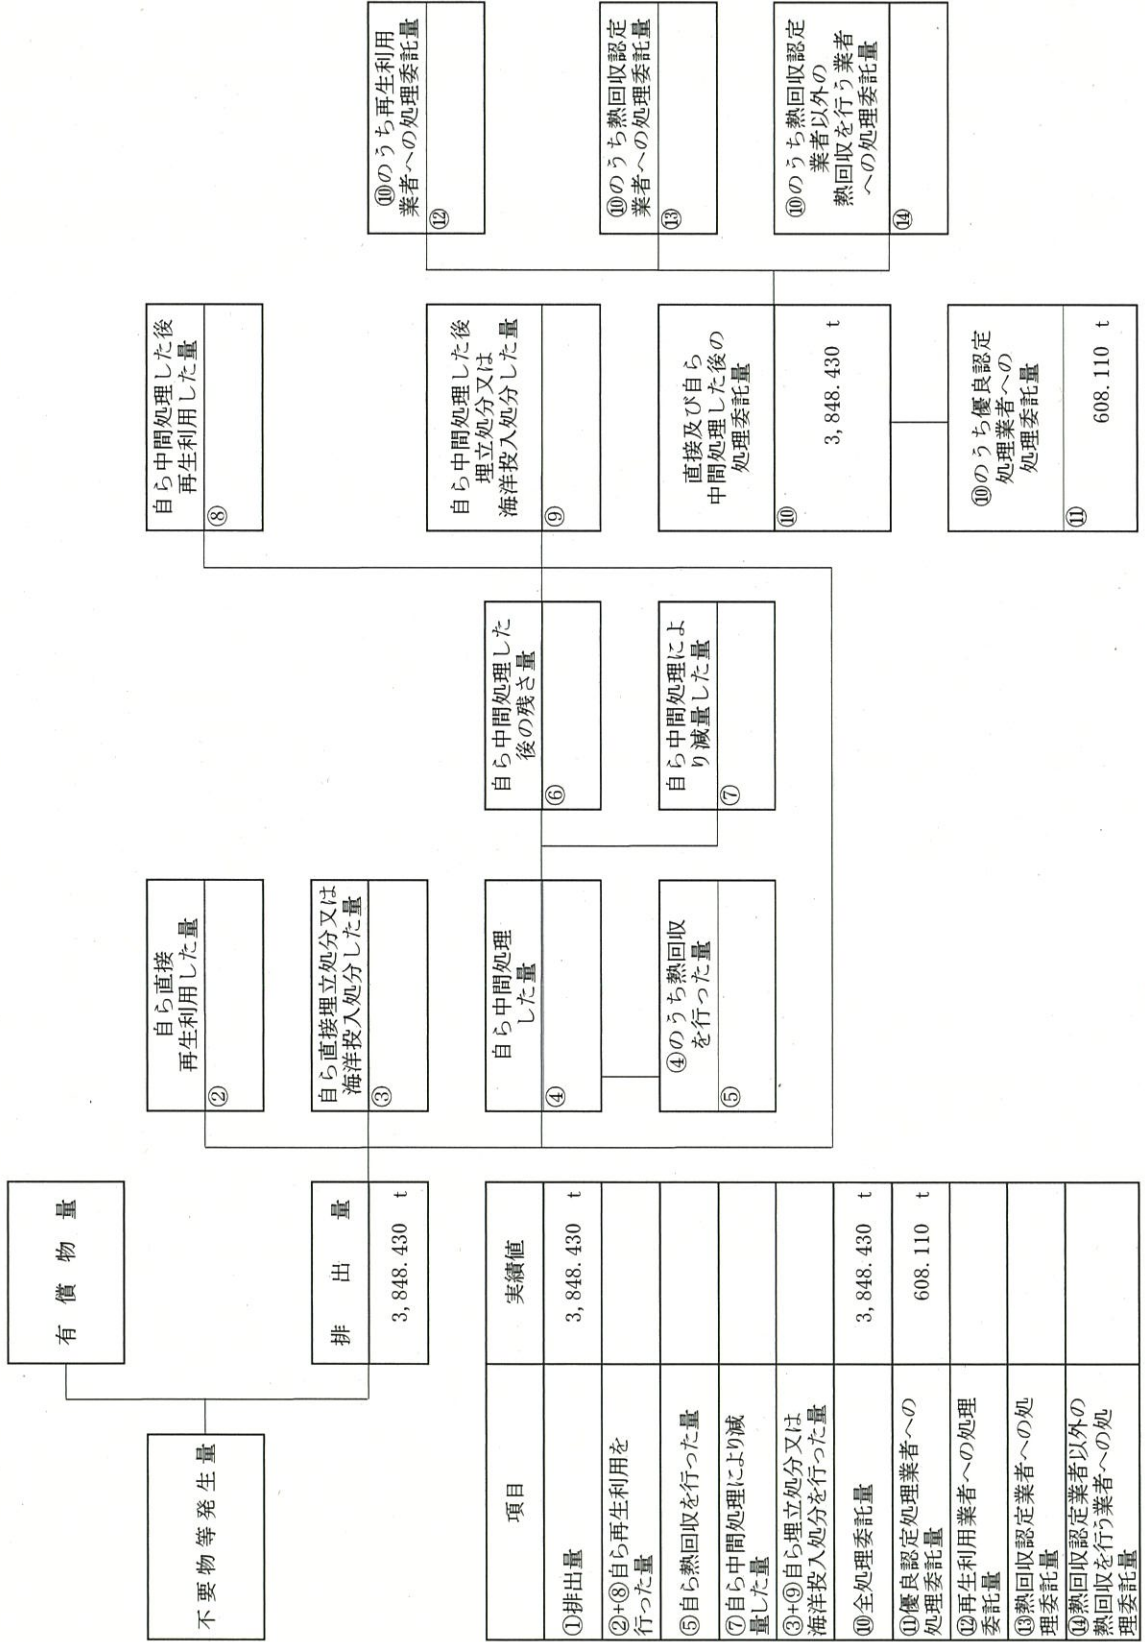 不要物等発生量
有償物量
排出量
3,848.430 t
自ら直接
再生利用した量
②
自ら直接埋立処分又は
海洋投入処分した量
③
自ら中間処理
した量
④
④のうち熱回収
を行った量
⑤
自ら中間処理した
後の残さ量
⑥
自ら中間処理によ
り減量した量
⑦
自ら中間処理した後
再生利用した量
⑧
自ら中間処理した後
埋立処分又は
海洋投入処分した量
⑨
直接及び自ら
中間処理した後の
処理委託量
⑩
3,848.430 t
⑩のうち優良認定
処理業者への
処理委託量
⑪
608.110 t
⑩のうち再生利用
業者への処理委託量
⑫
⑩のうち熱回収認定
業者への処理委託量
⑬
⑩のうち熱回収認定
業者以外の
熱回収を行う業者
への処理委託量
⑭
項目 実績値
①排出量 3,848.430 t
②+⑧自ら再生利用を
行った量
⑤自ら熱回収を行った量
⑦自ら中間処理により減
量した量
③+⑨自ら埋立処分又は
海洋投入処分を行った量
⑩全処理委託量 3,848.430 t
⑪優良認定処理業者への
処理委託量 608.110 t
⑫再生利用業者への処理
委託量
⑬熱回収認定業者への処
理委託量
⑭熱回収認定業者以外の
熱回収を行う業者への処
理委託量